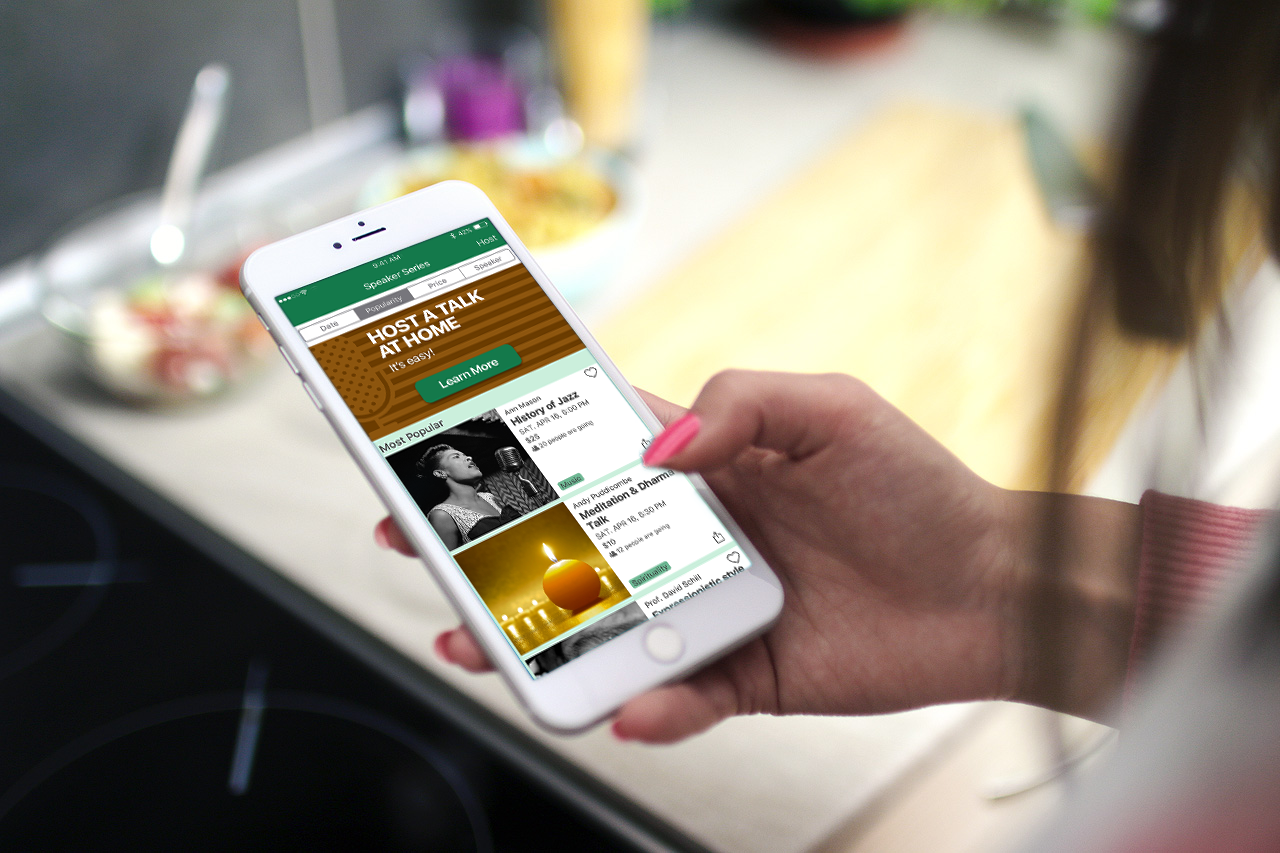 9:41 AM
42%
Speaker Series
Host
Date
Popularity
Price
Speaker
HOST A TALK
AT HOME
It's easy!
Learn More
Most Popular
Ann Mason
History of Jazz
SAT. APR 16, 6:00 PM
$25
20 people are going
Music
Andy Puddicombe
Meditation & Dharma
Talk
SAT. APR 16, 6:30 PM
$10
12 people are going
Spirituality
Prof. David Schill
Expressionistic style